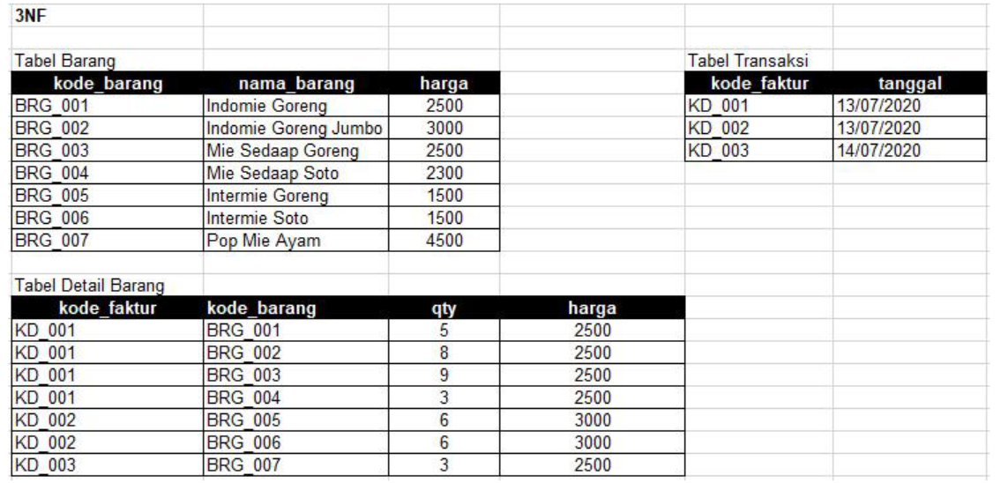 3NF
Tabel Barang
kode_barang nama_barang harga
BRG_001 Indomie Goreng 2500
BRG_002 Indomie Goreng Jumbo 3000
BRG_003 Mie Sedaap Goreng 2500
BRG_004 Mie Sedaap Soto 2300
BRG_005 Intermie Goreng 1500
BRG_006 Intermie Soto 1500
BRG_007 Pop Mie Ayam 4500
Tabel Transaksi
kode_faktur tanggal
KD_001 13/07/2020
KD_002 13/07/2020
KD_003 14/07/2020
Tabel Detail Barang
kode_faktur kode_barang qty harga
KD_001 BRG_001 5 2500
KD_001 BRG_002 8 2500
KD_001 BRG_003 9 2500
KD_001 BRG_004 3 2500
KD_002 BRG_005 6 3000
KD_002 BRG_006 6 3000
KD_003 BRG_007 3 2500